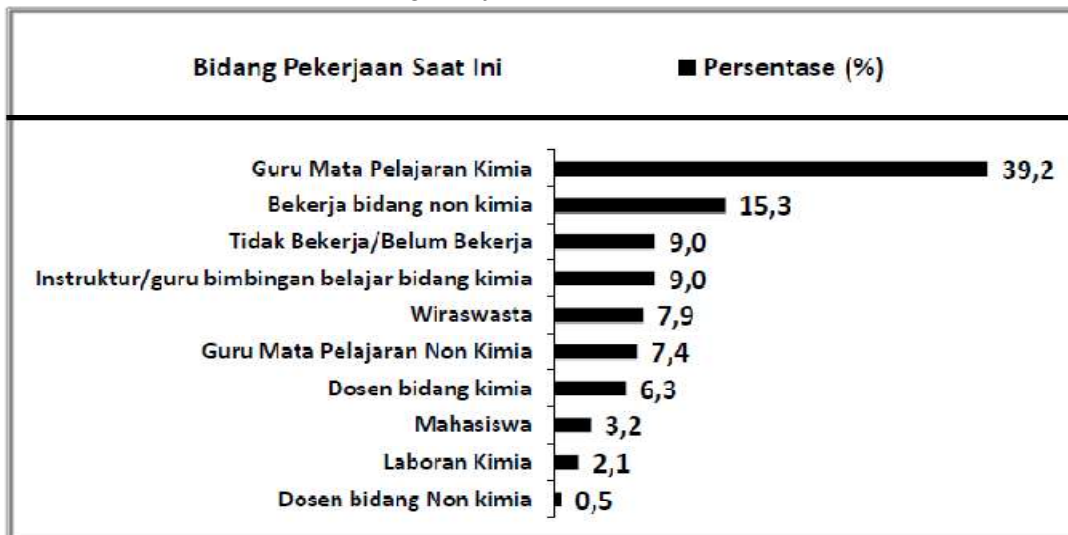 Bidang Pekerjaan Saat Ini
Persentase (%)
Guru Mata Pelajaran Kimia 39,2
Bekerja bidang non kimia 15,3
Tidak Bekerja/Belum Bekerja 9,0
Instruktur/guru bimbingan belajar bidang kimia 9,0
Wiraswasta 7,9
Guru Mata Pelajaran Non Kimia 7,4
Dosen bidang kimia 6,3
Mahasiswa 3,2
Laboran Kimia 2,1
Dosen bidang Non kimia 0,5